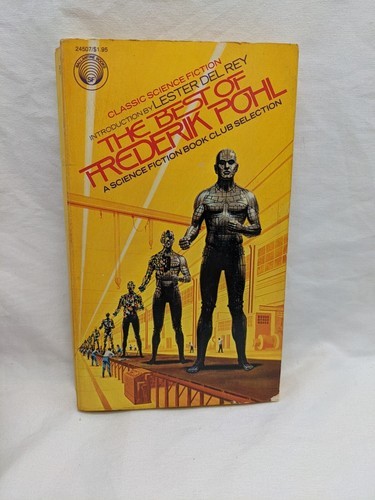 24507/$1.95
CLASSIC SCIENCE FICTION
INTRODUCTION BY LESTER DEL REY
THE BEST OF
FREDERIK POHL
A SCIENCE FICTION BOOK CLUB SELECTION
SF